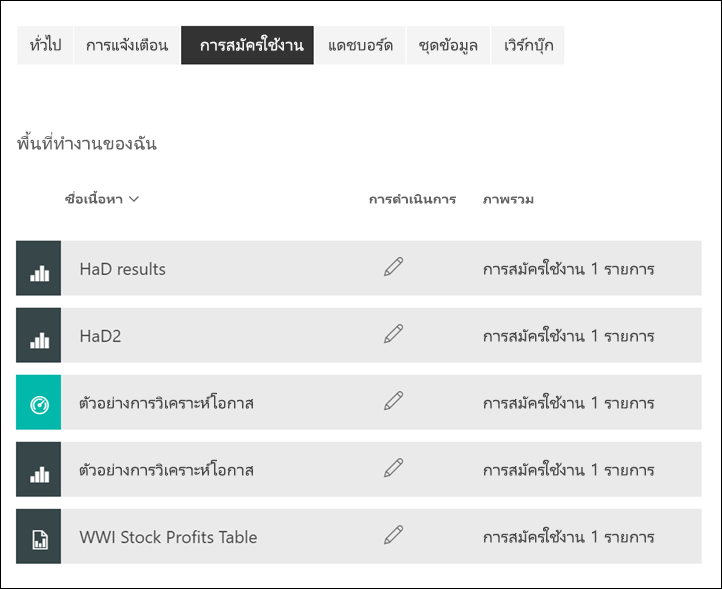 ทั่วไป การแจ้งเตือน การสมัครใช้งาน แดชบอร์ด ชุดข้อมูล เวิร์กบุ๊ก
พื้นที่ทำงานของฉัน
ชื่อเนื้อหา การดำเนินการ ภาพรวม
HaD results การสมัครใช้งาน 1 รายการ
HaD2 การสมัครใช้งาน 1 รายการ
ตัวอย่างการวิเคราะห์โอกาส การสมัครใช้งาน 1 รายการ
ตัวอย่างการวิเคราะห์โอกาส การสมัครใช้งาน 1 รายการ
WWI Stock Profits Table การสมัครใช้งาน 1 รายการ